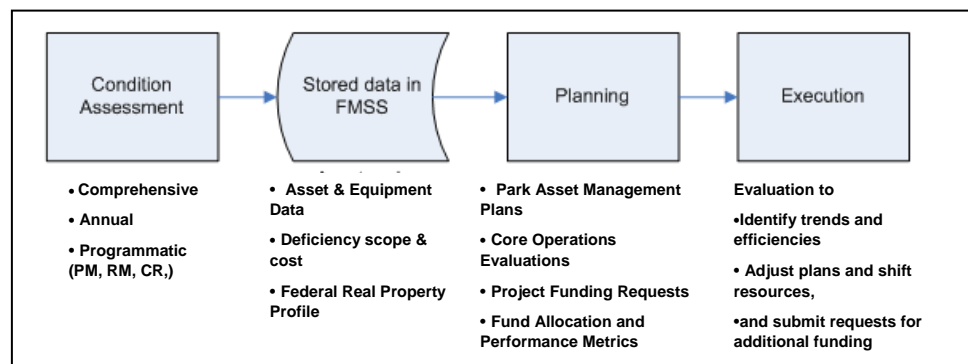 Condition
Assessment
Stored data in
FMSS
Planning
Execution
• Comprehensive
• Annual
• Programmatic
(PM, RM, CR,)
• Asset & Equipment
Data
• Deficiency scope &
cost
• Federal Real Property
Profile
• Park Asset Management
Plans
• Core Operations
Evaluations
• Project Funding Requests
• Fund Allocation and
Performance Metrics
Evaluation to
•Identify trends and
efficiencies
• Adjust plans and shift
resources,
•and submit requests for
additional funding